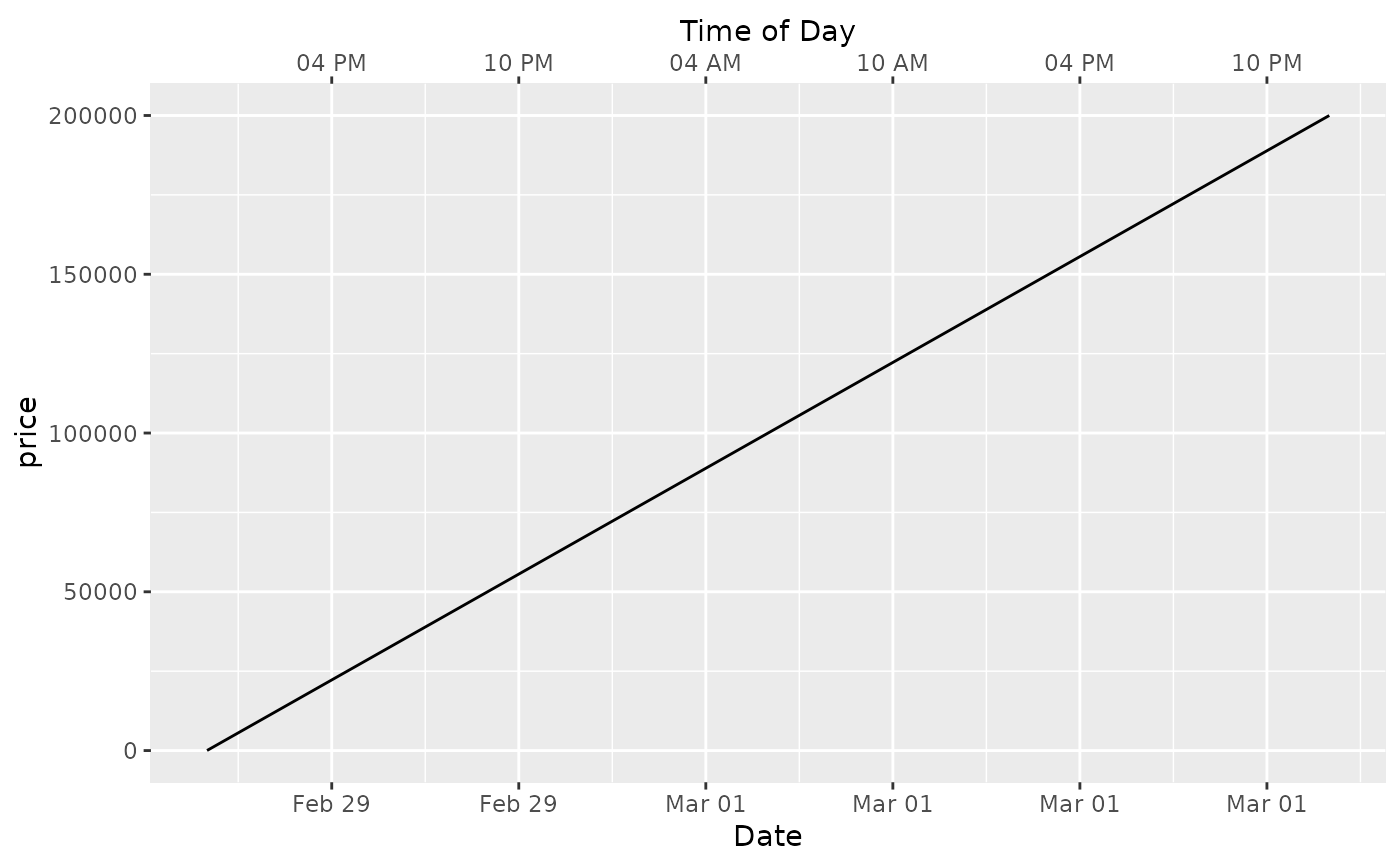 Time of Day
04 PM 10 PM 04 AM 10 AM 04 PM 10 PM
200000
150000
100000
50000
0
price
Feb 29 Feb 29 Mar 01 Mar 01 Mar 01 Mar 01
Date